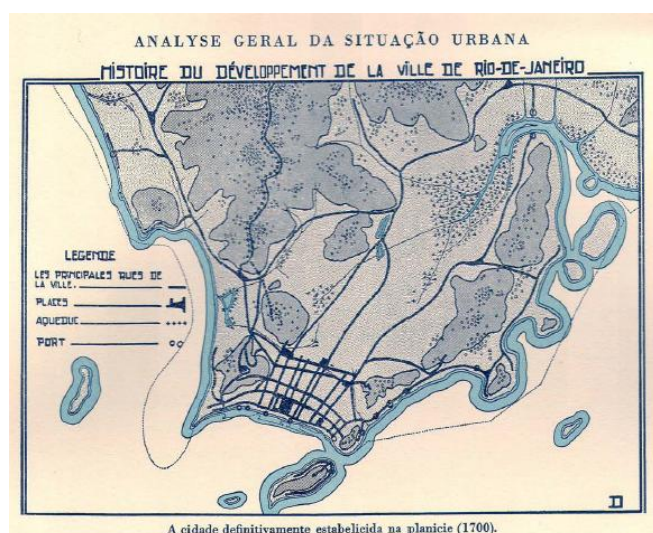 ANALYSE GERAL DA SITUAÇÃO URBANA
HISTOIRE DU DÉVELOPPEMENT DE LA VILLE DE RIO-DE-JANEIRO
LEGENDE
LES PRINCIPALES RUES DE
LA VILLE.
PLACES
AQUEDUC
PORT
D
A cidade definitivamente estabelicida na planicie (1700).